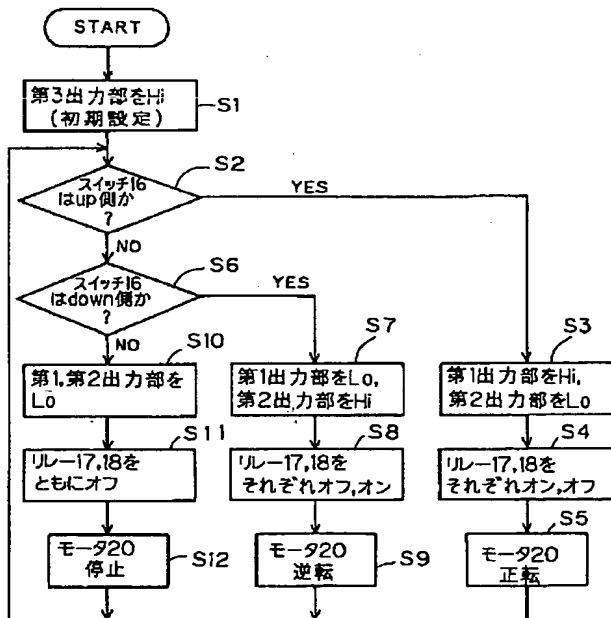 START
第3出力部をHi
(初期設定)
S1
S2
スイッチ16
はup側か
?
YES
NO
S6
スイッチ16
はdown側か
?
YES
NO
S10
第1,第2出力部を
Lo
S7
第1出力部をLo,
第2出力部をHi
S3
第1出力部をHi,
第2出力部をLo
S11
リレー17,18を
ともにオフ
S8
リレー17,18を
それぞれオフ,オン
S4
リレー17,18を
それぞれオン,オフ
S12
モータ20
停止
S9
モータ20
逆転
S5
モータ20
正転